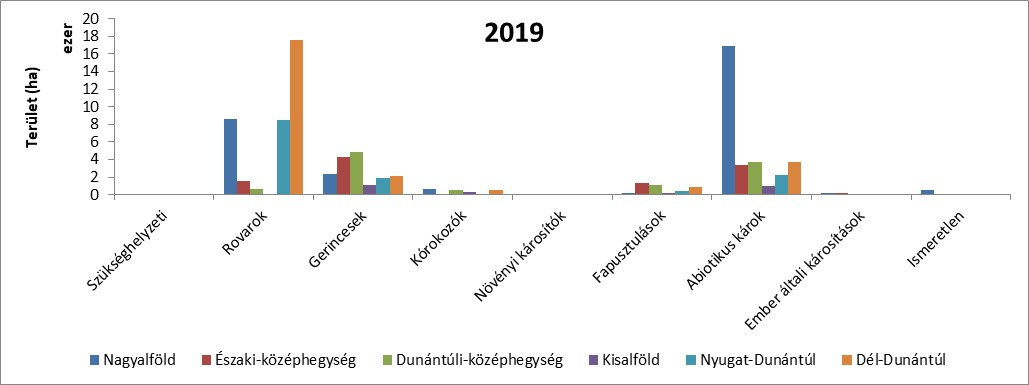 2019
ezer
Terület (ha)
20
18
16
14
12
10
8
6
4
2
0
Szükséghelyzeti
Rovarok
Gerincesek
Kórokozók
Növényi károsítók
Fapusztulások
Abiotikus károk
Ember általi károsítások
Ismeretlen
Nagyalföld Északi-középhegység Dunántúli-középhegység Kisalföld Nyugat-Dunántúl Dél-Dunántúl